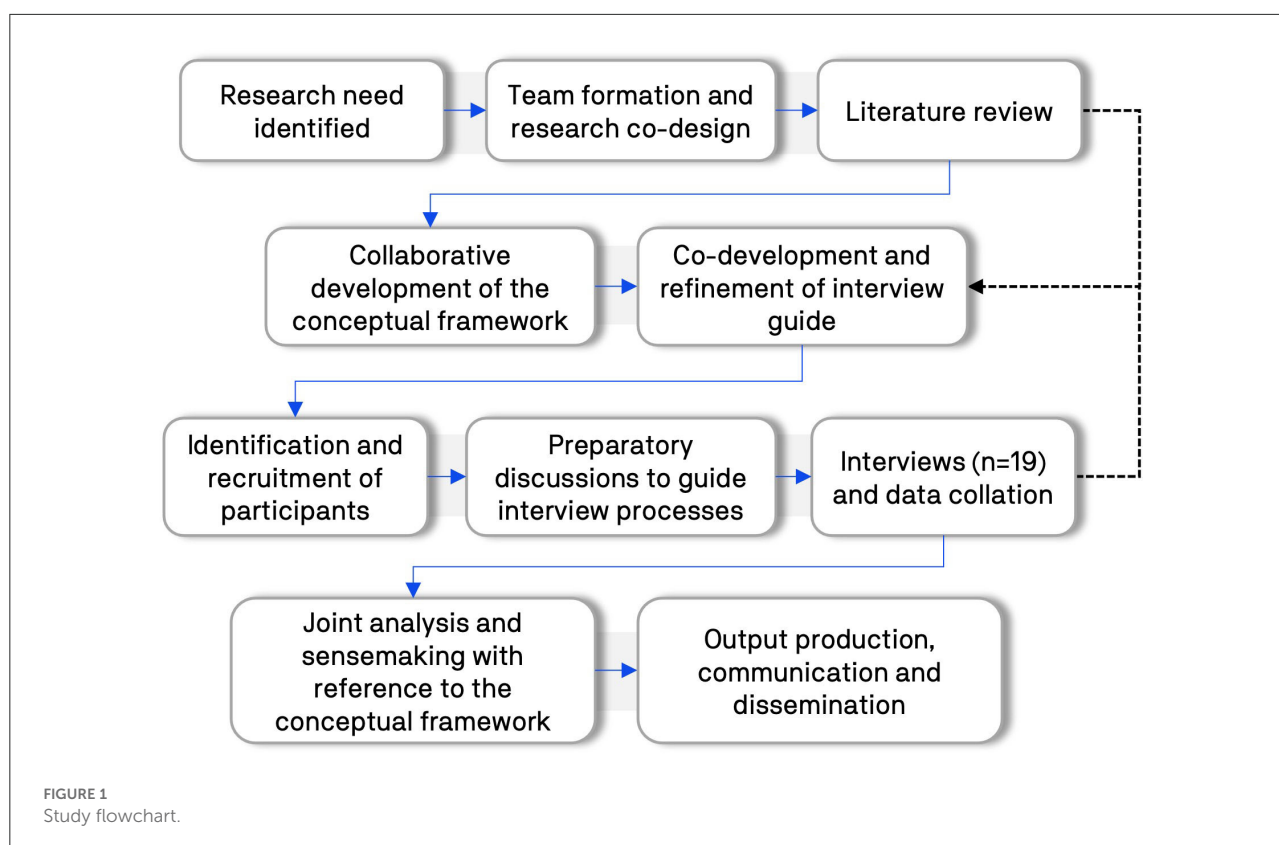 Research need
identified
Team formation and
research co-design
Literature review
Collaborative
development of the
conceptual framework
Co-development and
refinement of interview
guide
Identification and
recruitment of
participants
Preparatory
discussions to guide
interview processes
Interviews (n=19)
and data collation
Joint analysis and
sensemaking with
reference to the
conceptual framework
Output production,
communication and
dissemination
FIGURE 1
Study flowchart.